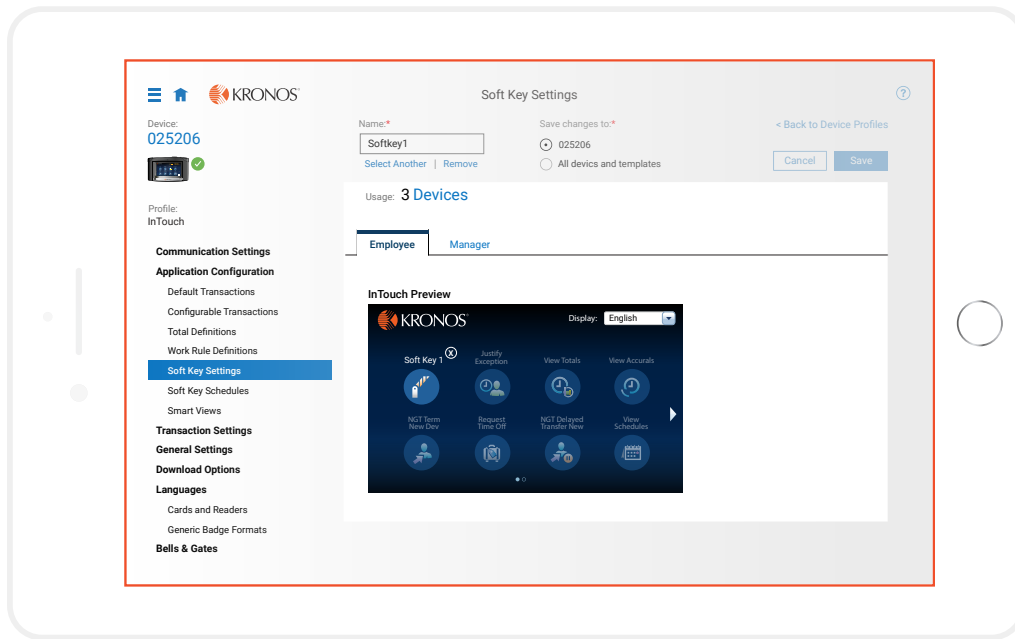 KRONOS
Soft Key Settings
?
Device:
025206
Name:*
Softkey1
Select Another | Remove
Save changes to:*
025206
All devics and templates
< Back to Device Profiles
Cancel
Save
Profile:
InTouch
Usage: 3 Devices
Employee
Manager
Communication Settings
Application Configuration
Default Transactions
Configurable Transactions
Total Definitions
Work Rule Definitions
Soft Key Settings
Soft Key Schedules
Smart Views
Transaction Settings
General Settings
Download Options
Languages
Cards and Readers
Generic Badge Formats
Bells & Gates
InTouch Preview
KRONOS
Display: English
Soft Key 1
X
Justify
Exception
View Totals
View Accurals
NGT Term
New Dev
Request
Time Off
NGT Delayed
Transfer New
View
Schedules